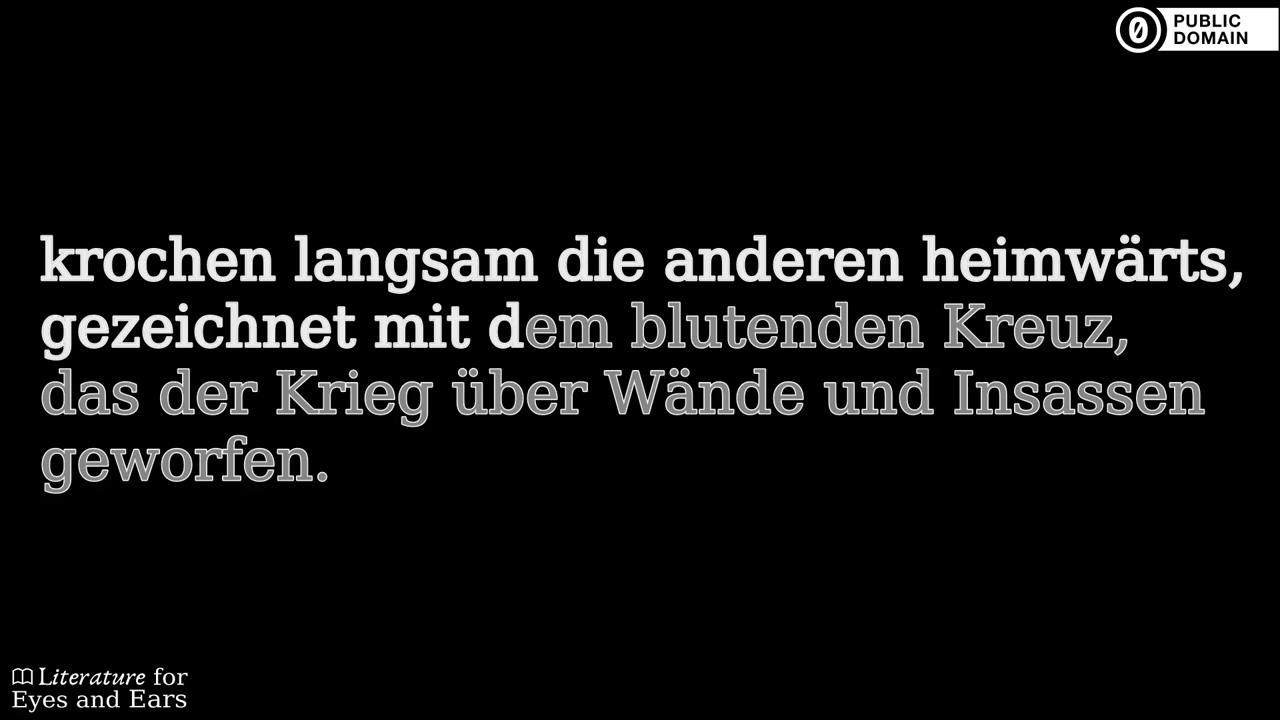 PUBLIC
DOMAIN
krochen langsam die anderen heimwärts,
gezeichnet mit dem blutenden Kreuz,
das der Krieg über Wände und Insassen
geworfen.
Literature for
Eyes and Ears